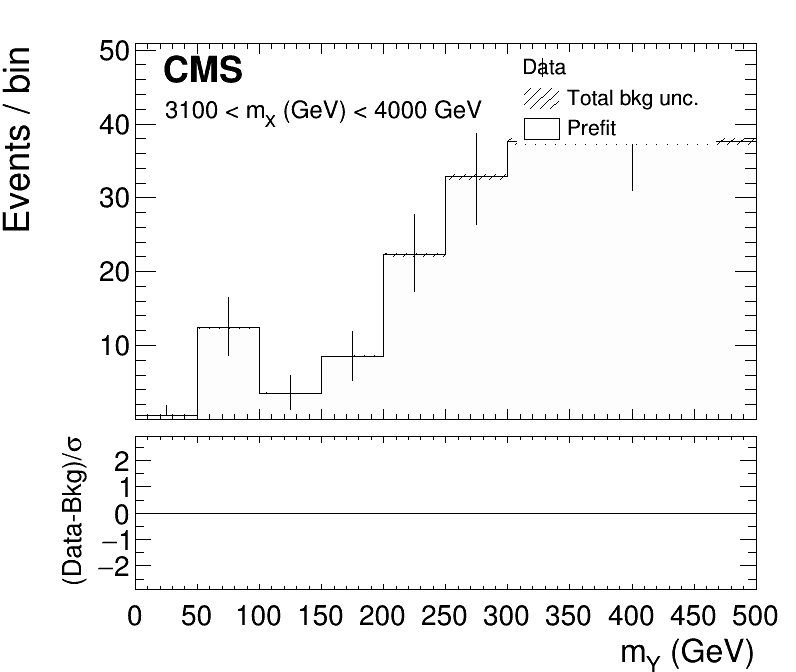 Events / bin
50
40
30
20
10
CMS
3100 < mX (GeV) < 4000 GeV
Data
Total bkg unc.
Prefit
(Data-Bkg)/σ
2
1
0
−1
−2
0 50 100 150 200 250 300 350 400 450 500
mY (GeV)